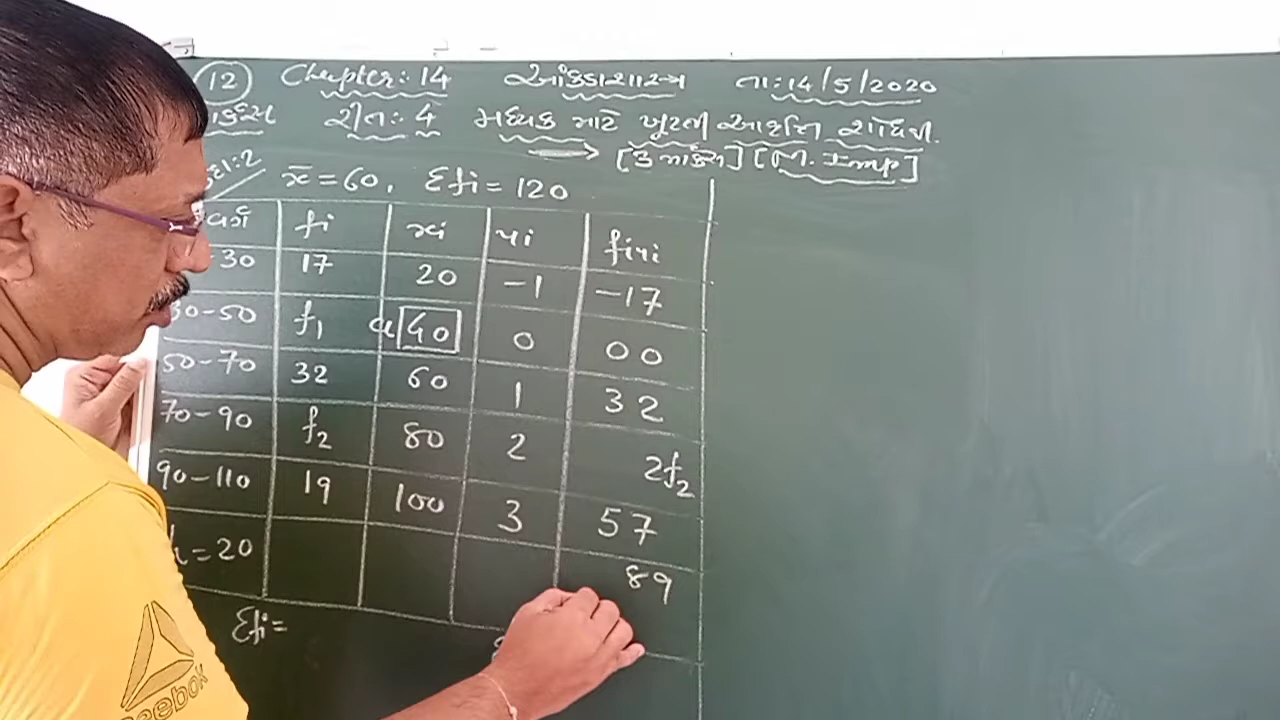 12 Chapter: 14 આંકડાશાસ્ત્ર તા: 14/5/2020
રીત: 4 મધ્યક માટે ખૂટતી આવૃત્તિ શોધવી.
→ [3 માર્કસ] [M. Imp]
x̄ = 60, Σfi = 120
વર્ગ fi xi ui fiui
-30 17 20 -1 -17
30-50 f₁ a 40 0 00
50-70 32 60 1 32
70-90 f₂ 80 2 2f₂
90-110 19 100 3 57
= 20 89
Σfi =
Reebok